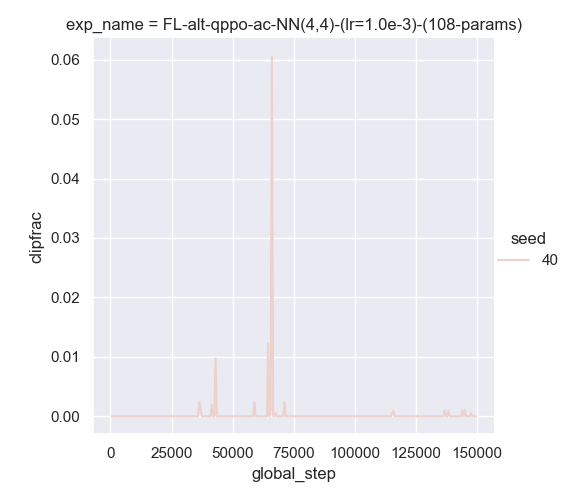 exp_name = FL-alt-qppo-ac-NN(4,4)-(lr=1.0e-3)-(108-params)
0.06
0.05
0.04
0.03
0.02
0.01
0.00
clipfrac
0 25000 50000 75000 100000 125000 150000
global_step
seed
40